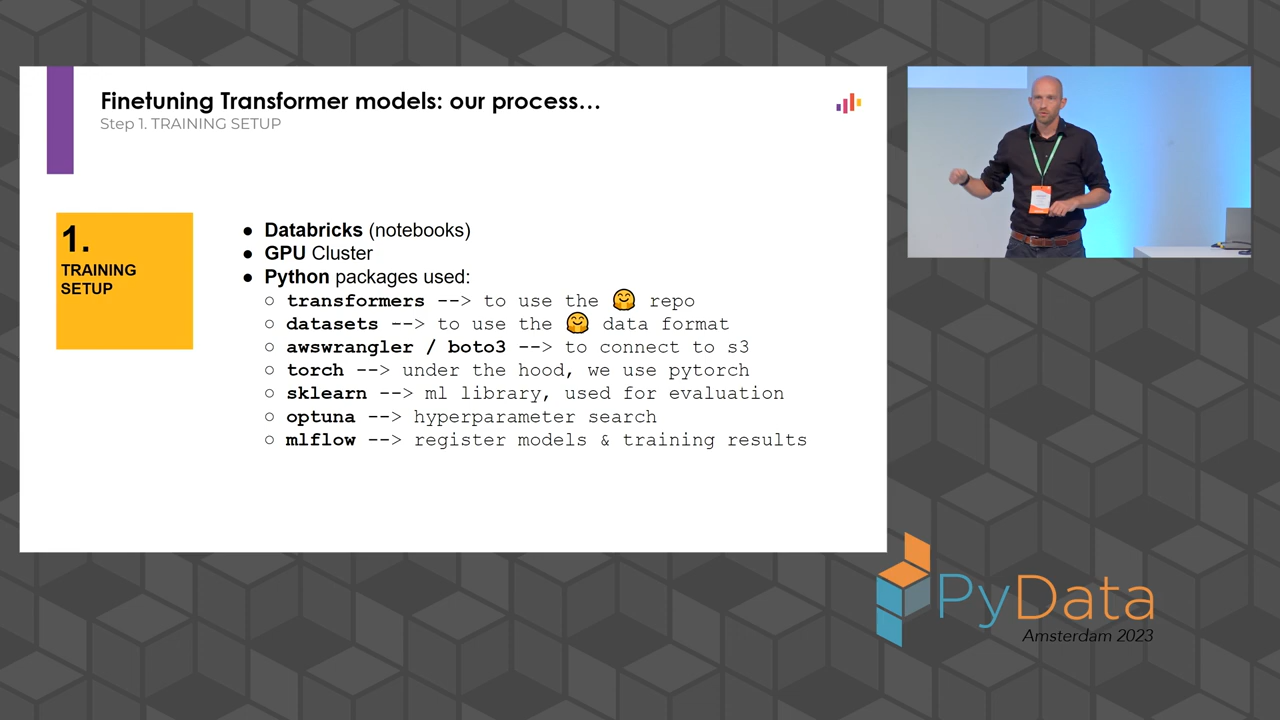 Finetuning Transformer models: our process…
Step 1. TRAINING SETUP
1.
TRAINING
SETUP
● Databricks (notebooks)
● GPU Cluster
● Python packages used:
○ transformers --> to use the 🤗 repo
○ datasets --> to use the 🤗 data format
○ awswrangler / boto3 --> to connect to s3
○ torch --> under the hood, we use pytorch
○ sklearn --> ml library, used for evaluation
○ optuna --> hyperparameter search
○ mlflow --> register models & training results
PyData
Amsterdam 2023